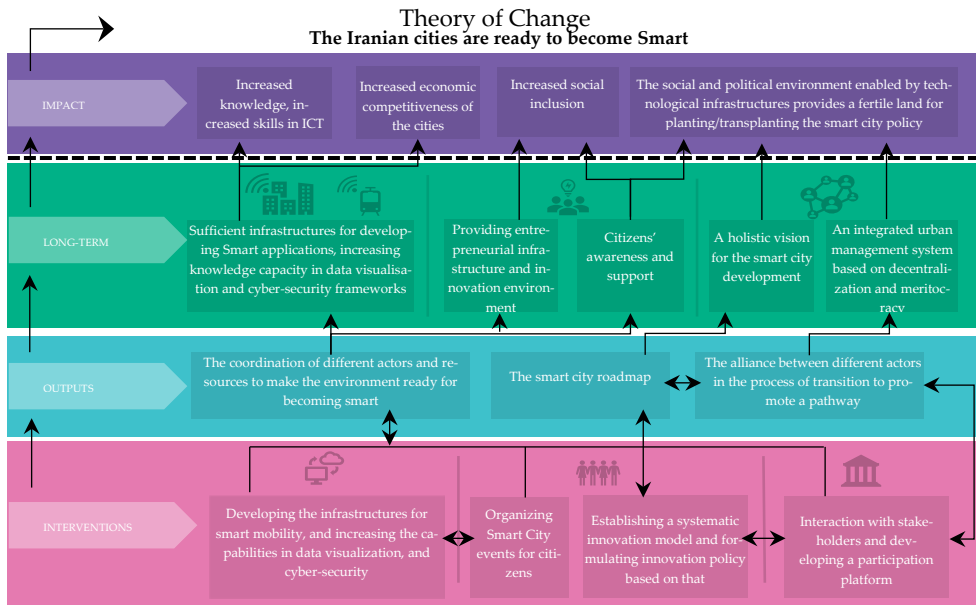 Theory of Change
The Iranian cities are ready to become Smart
IMPACT
Increased
knowledge, in-
creased skills in ICT
Increased economic
competitiveness of
the cities
Increased social
inclusion
The social and political environment enabled by tech-
nological infrastructures provides a fertile land for
planting/transplanting the smart city policy
LONG-TERM
Sufficient infrastructures for develop-
ing Smart applications, increasing
knowledge capacity in data visualisa-
tion and cyber-security frameworks
Providing entre-
preneurial infra-
structure and in-
novation environ-
ment
Citizens’
awareness and
support
A holistic vision
for the smart city
development
An integrated urban
management system
based on decentral-
ization and meritoc-
racy
OUTPUTS
The coordination of different actors and re-
sources to make the environment ready for
becoming smart
The smart city roadmap
The alliance between different actors
in the process of transition to pro-
mote a pathway
INTERVENTIONS
Developing the infrastructures for
smart mobility, and increasing the ca-
pabilities in data visualization, and
cyber-security
Organizing
Smart City
events for citi-
zens
Establishing a systematic
innovation model and for-
mulating innovation policy
based on that
Interaction with stake-
holders and dev-
eloping a participation
platform